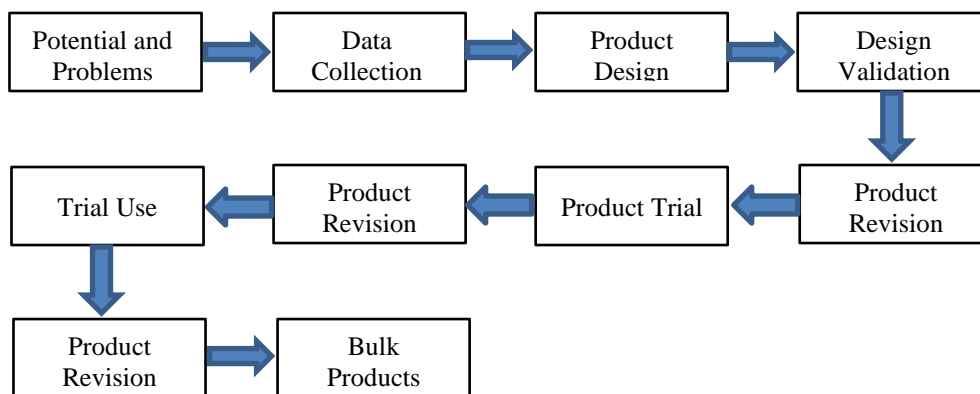 Potential and
Problems
Data
Collection
Product
Design
Design
Validation
Product
Revision
Product Trial
Product
Revision
Trial Use
Product
Revision
Bulk
Products